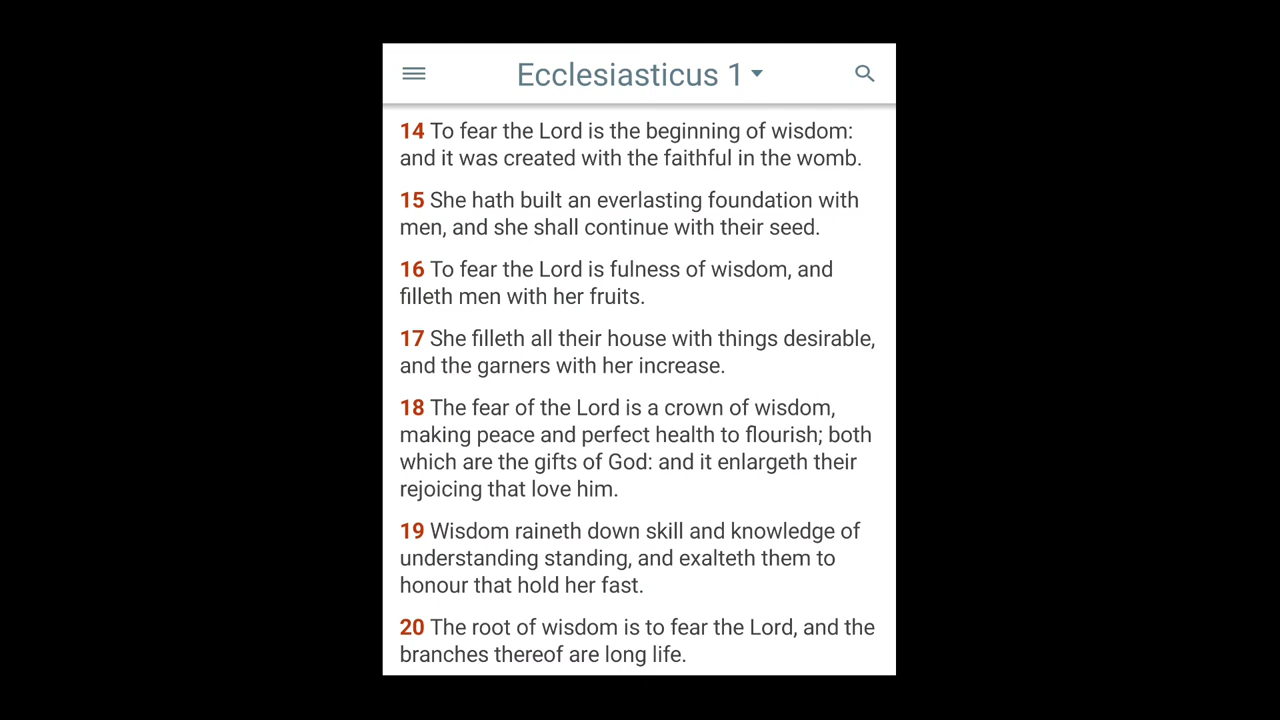 Ecclesiasticus 1
14 To fear the Lord is the beginning of wisdom:
and it was created with the faithful in the womb.
15 She hath built an everlasting foundation with
men, and she shall continue with their seed.
16 To fear the Lord is fulness of wisdom, and
filleth men with her fruits.
17 She filleth all their house with things desirable,
and the garners with her increase.
18 The fear of the Lord is a crown of wisdom,
making peace and perfect health to flourish; both
which are the gifts of God: and it enlargeth their
rejoicing that love him.
19 Wisdom raineth down skill and knowledge of
understanding standing, and exalteth them to
honour that hold her fast.
20 The root of wisdom is to fear the Lord, and the
branches thereof are long life.